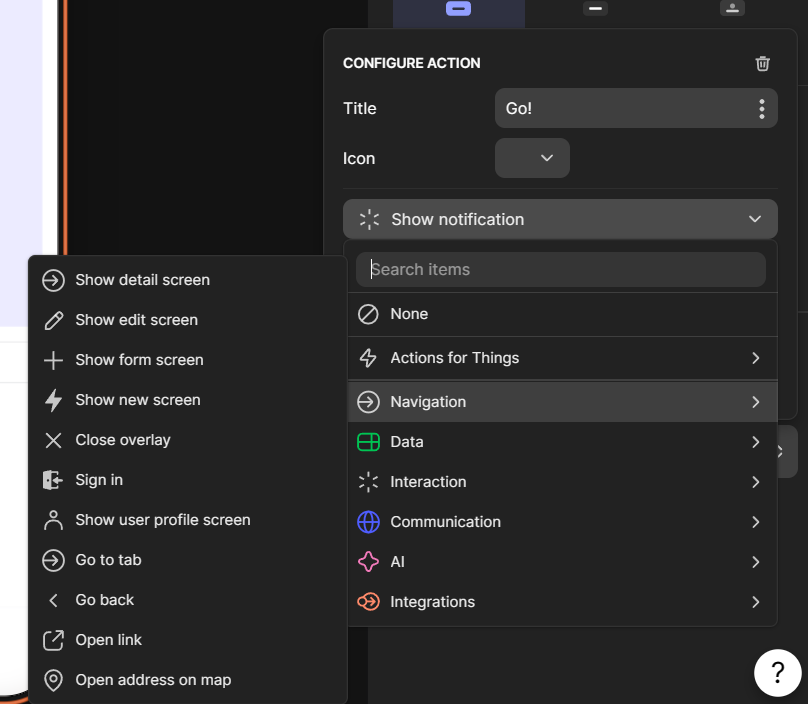 CONFIGURE ACTION
Title
Go!
Icon
Show notification
Search items
None
Actions for Things
Navigation
Data
Interaction
Communication
AI
Integrations
Show detail screen
Show edit screen
Show form screen
Show new screen
Close overlay
Sign in
Show user profile screen
Go to tab
Go back
Open link
Open address on map
?